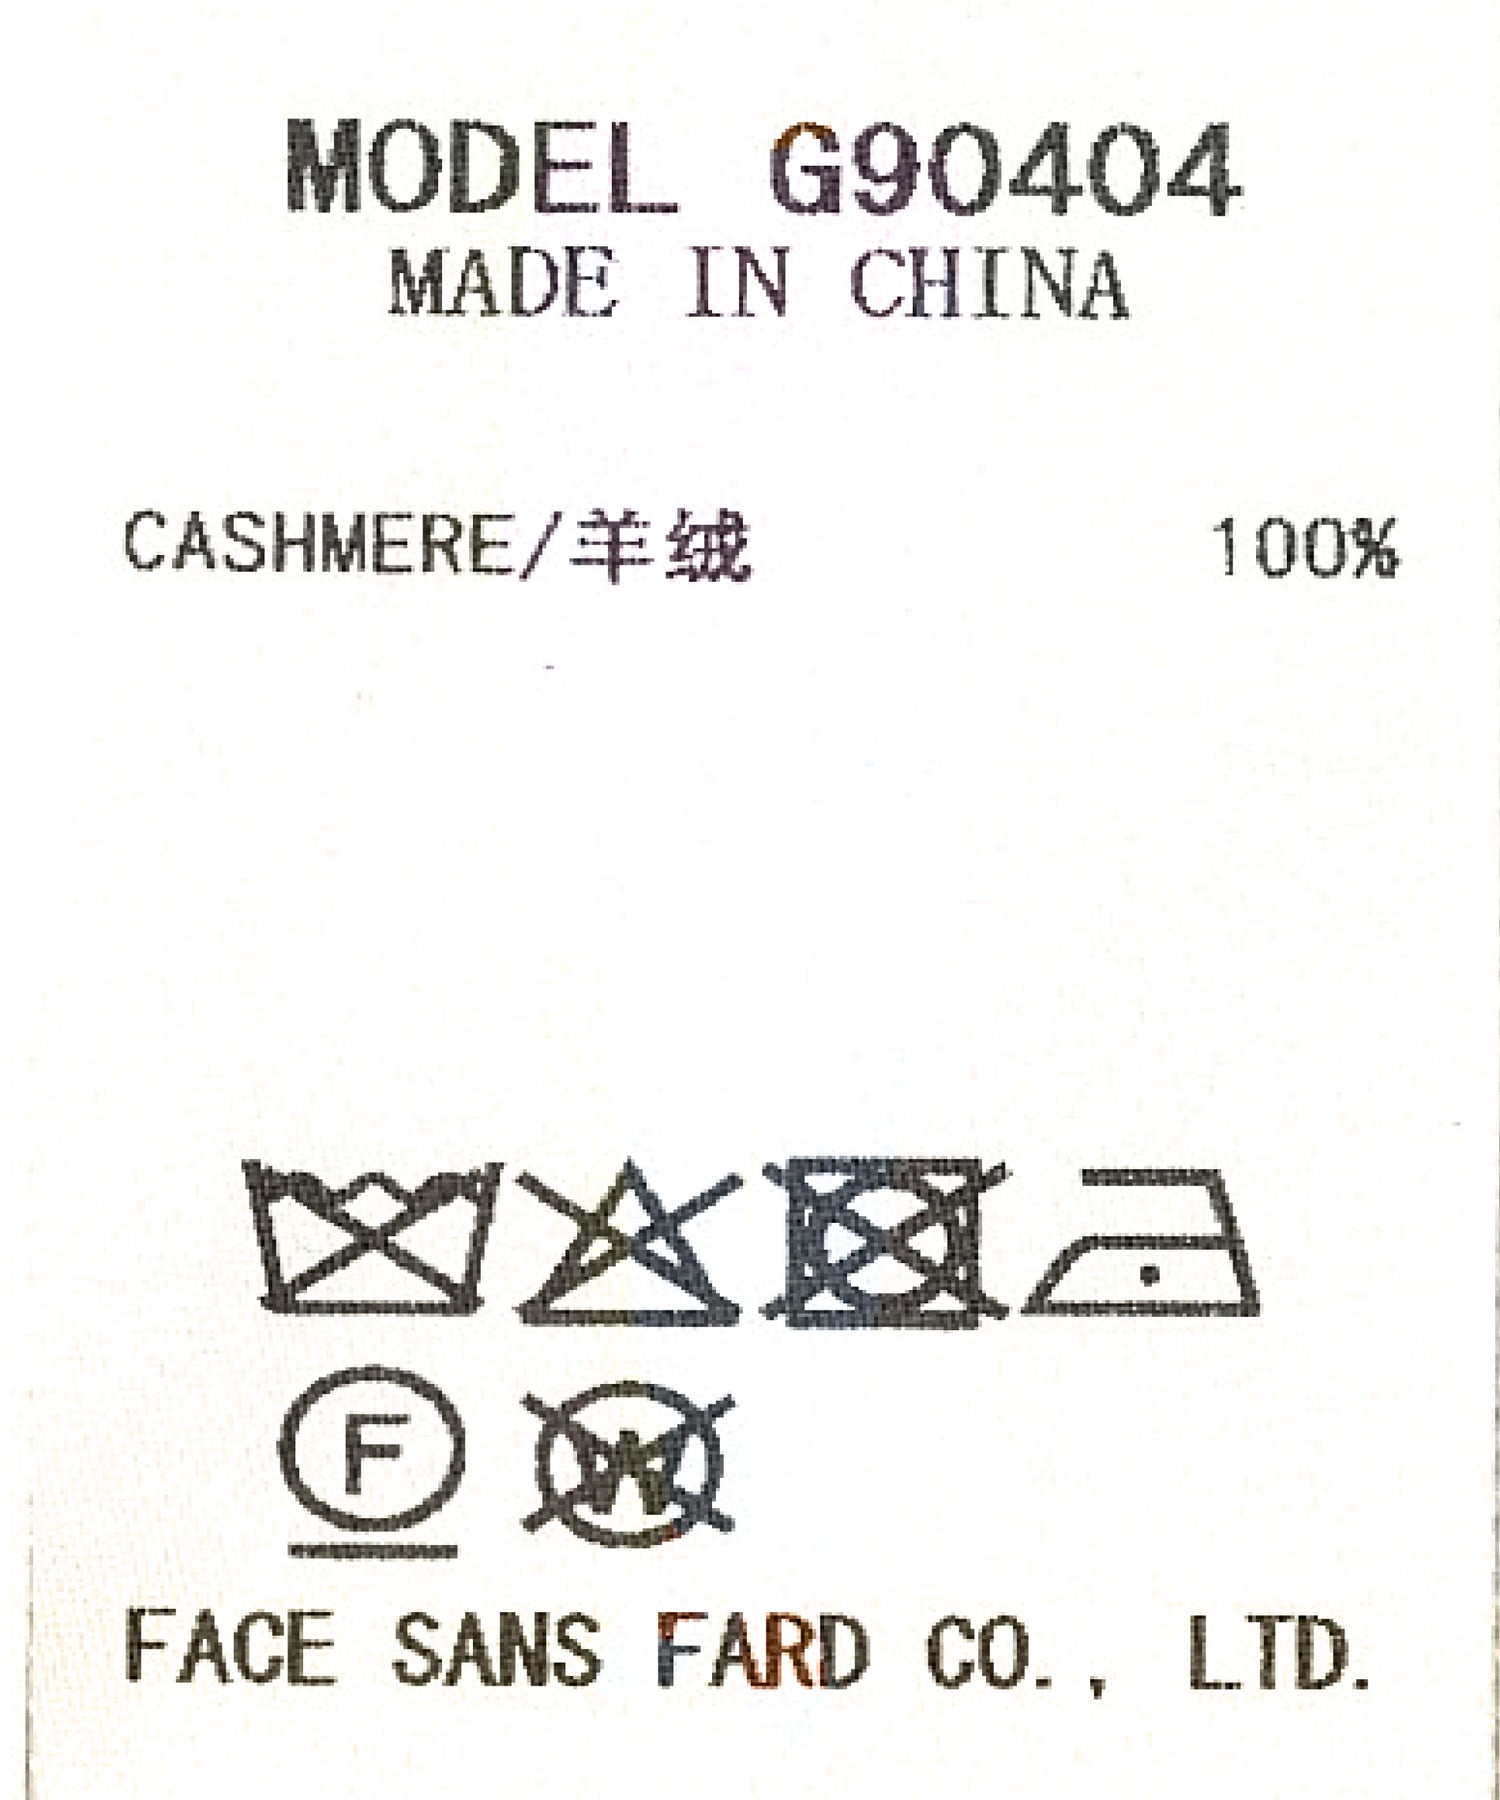 MODEL G90404
MADE IN CHINA
CASHMERE/羊绒 100%
F
W
FACE SANS FARD CO., LTD.